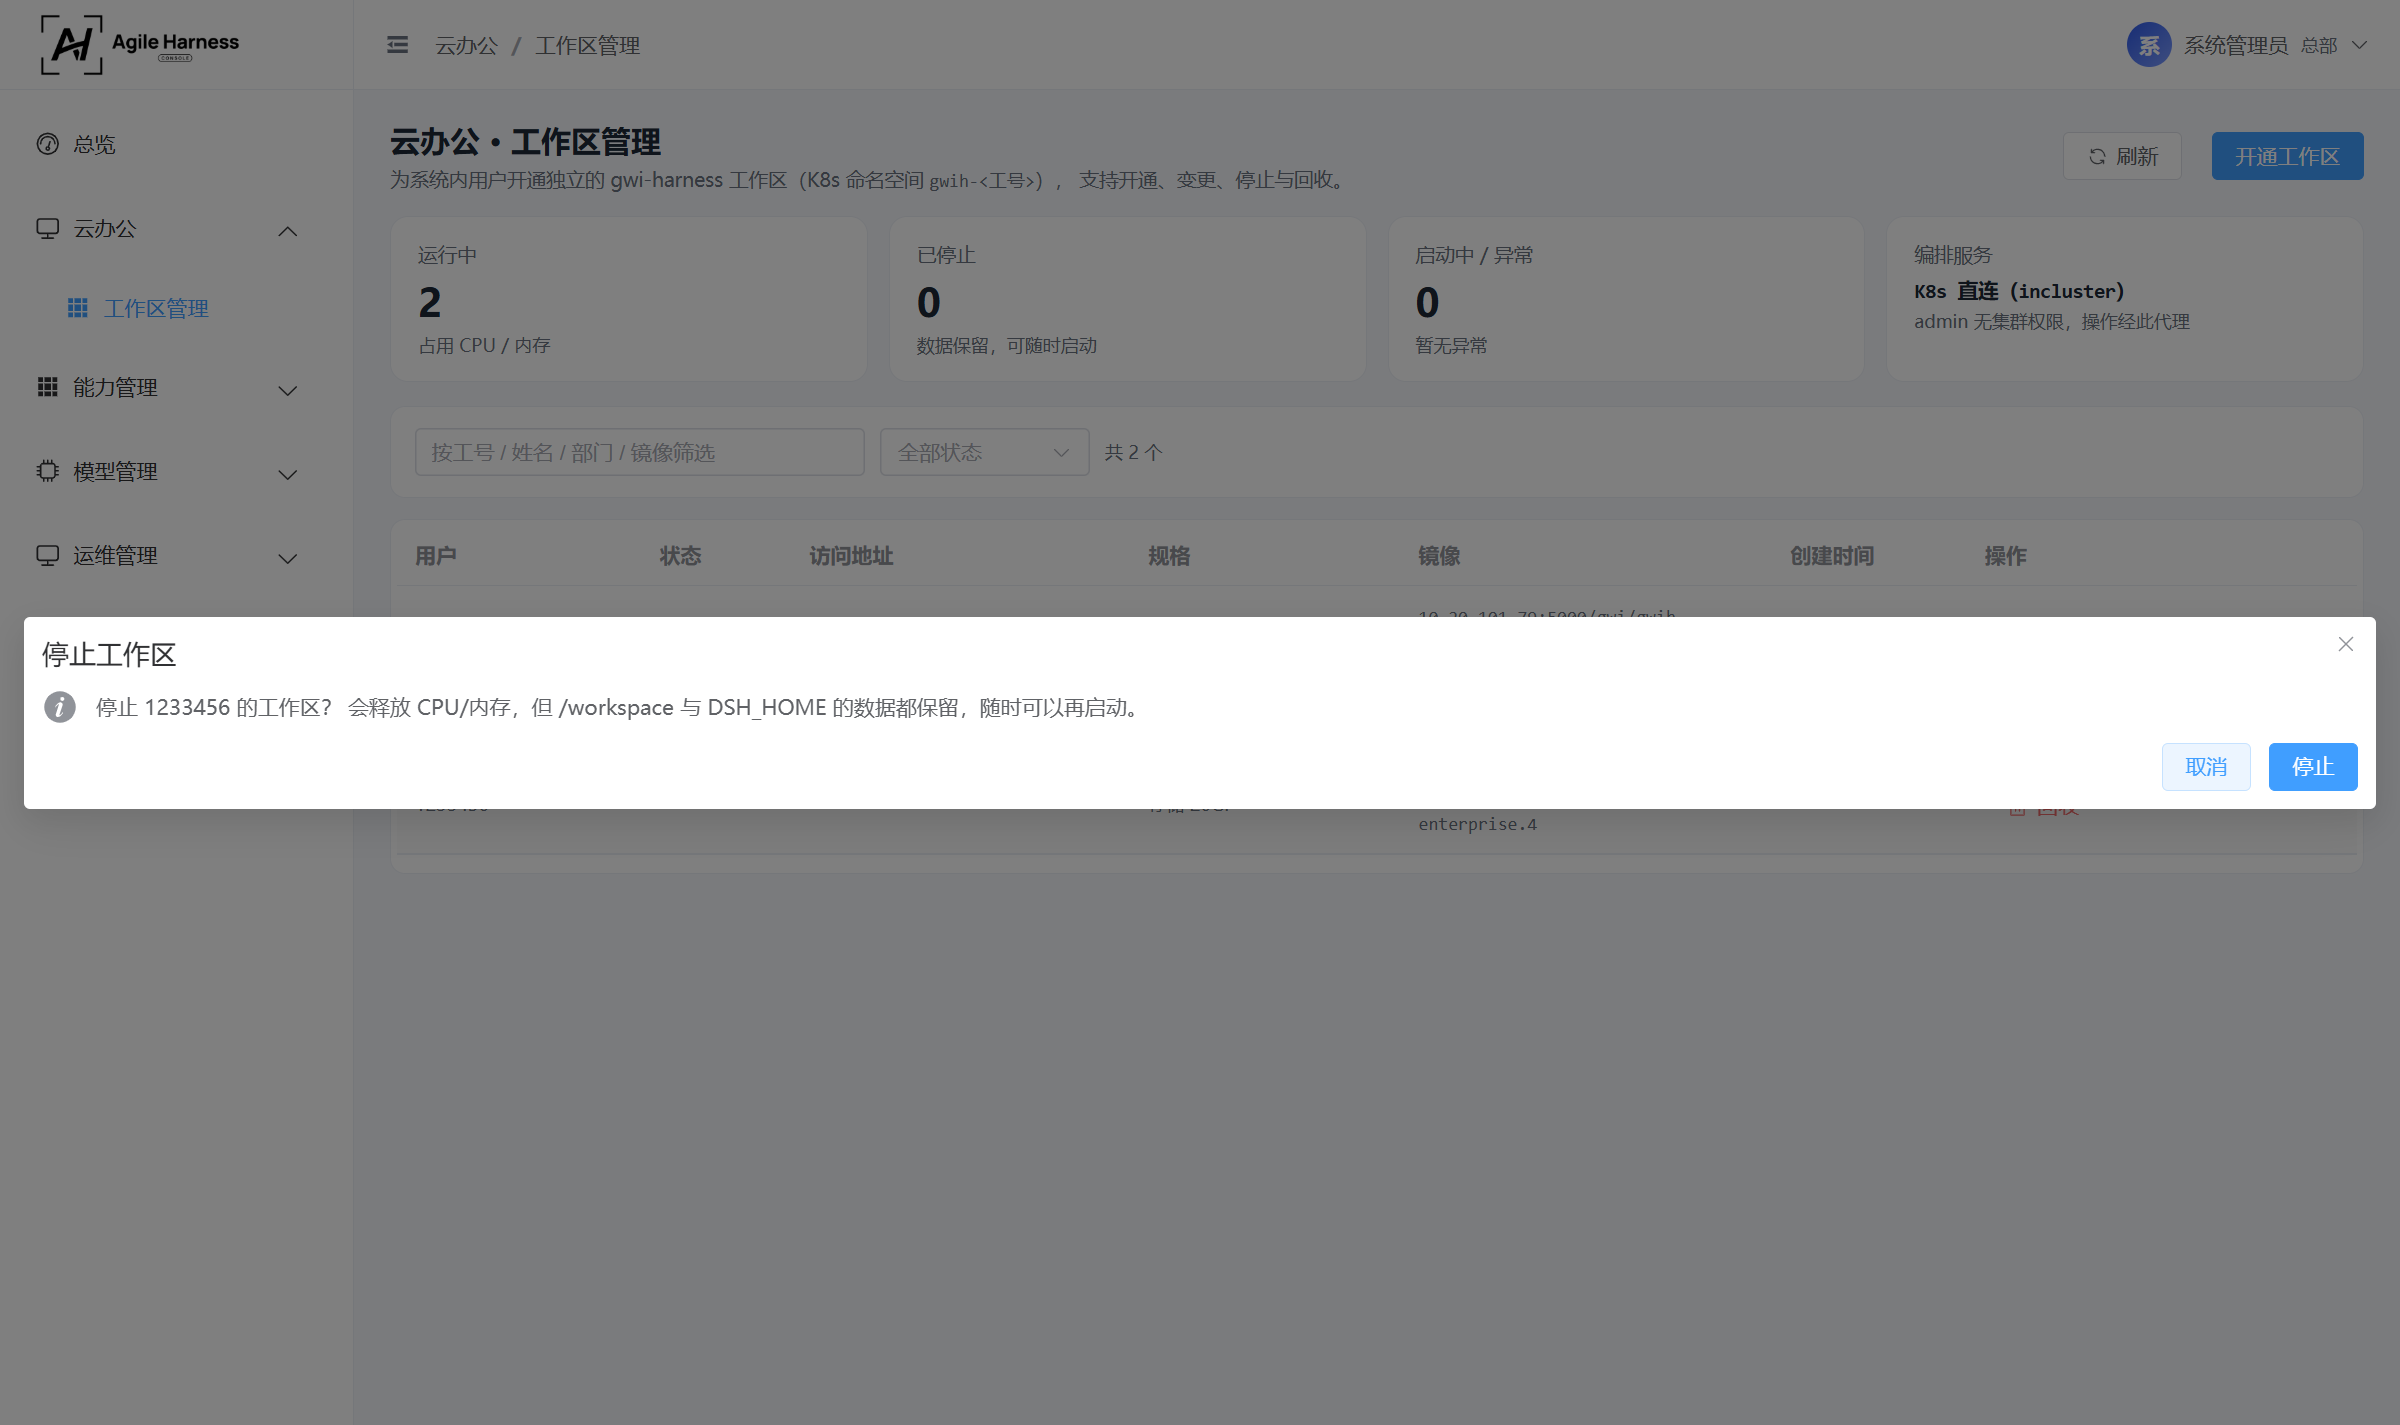 Agile Harness
CONSOLE
云办公 / 工作区管理
系 系统管理员 总部
总览
云办公
工作区管理
能力管理
模型管理
运维管理
云办公 · 工作区管理
为系统内用户开通独立的 gwi-harness 工作区（K8s 命名空间 gwih-<工号>），支持开通、变更、停止与回收。
刷新
开通工作区
运行中
2
占用 CPU / 内存
已停止
0
数据保留，可随时启动
启动中 / 异常
0
暂无异常
编排服务
K8s 直连（incluster）
admin 无集群权限，操作经此代理
按工号 / 姓名 / 部门 / 镜像筛选
全部状态
共 2 个
用户 状态 访问地址 规格 镜像 创建时间 操作
停止工作区
停止 1233456 的工作区？ 会释放 CPU/内存，但 /workspace 与 DSH_HOME 的数据都保留，随时可以再启动。
取消
停止
enterprise.4